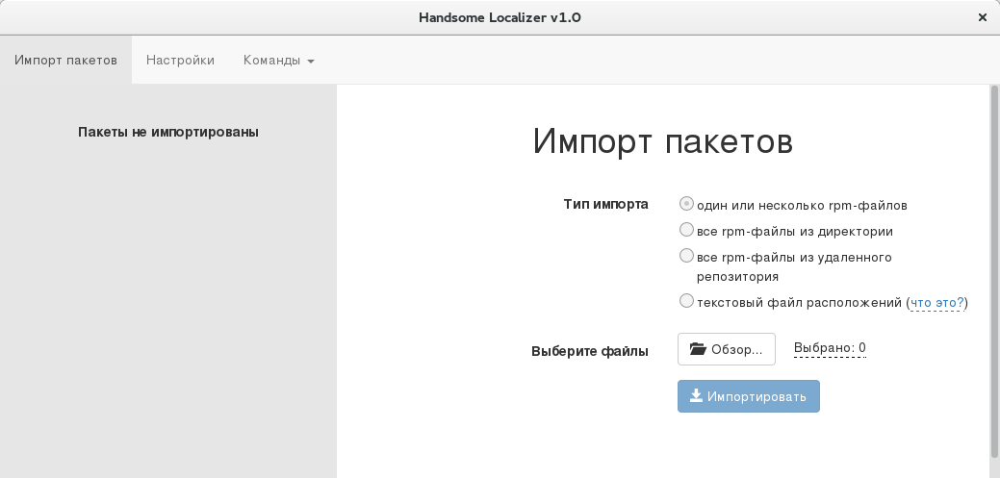 Handsome Localizer v1.0
Импорт пакетов
Настройки
Команды
Пакеты не импортированы
Импорт пакетов
Тип импорта
один или несколько rpm-файлов
все rpm-файлы из директории
все rpm-файлы из удаленного
репозитория
текстовый файл расположений (что это?)
Выберите файлы
Обзор...
Выбрано: 0
Импортировать